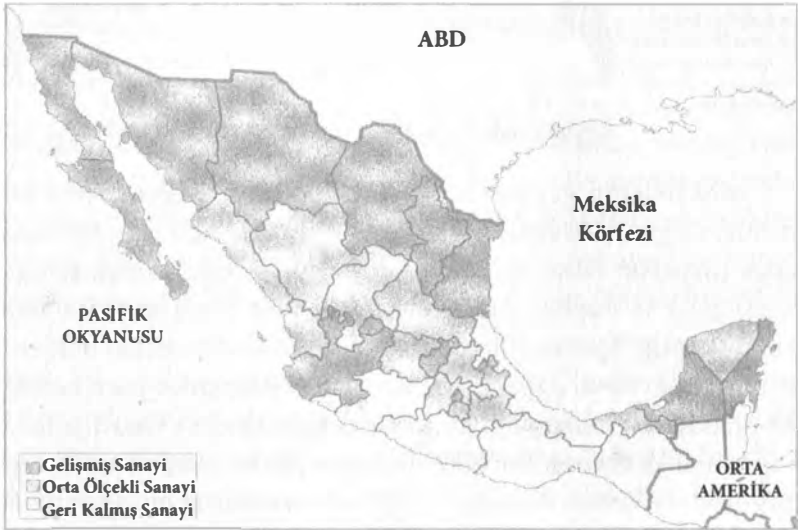 ABD
Meksika
Körfezi
PASİFİK
OKYANUSU
Gelişmiş Sanayi
Orta Ölçekli Sanayi
Geri Kalmış Sanayi
ORTA
AMERİKA